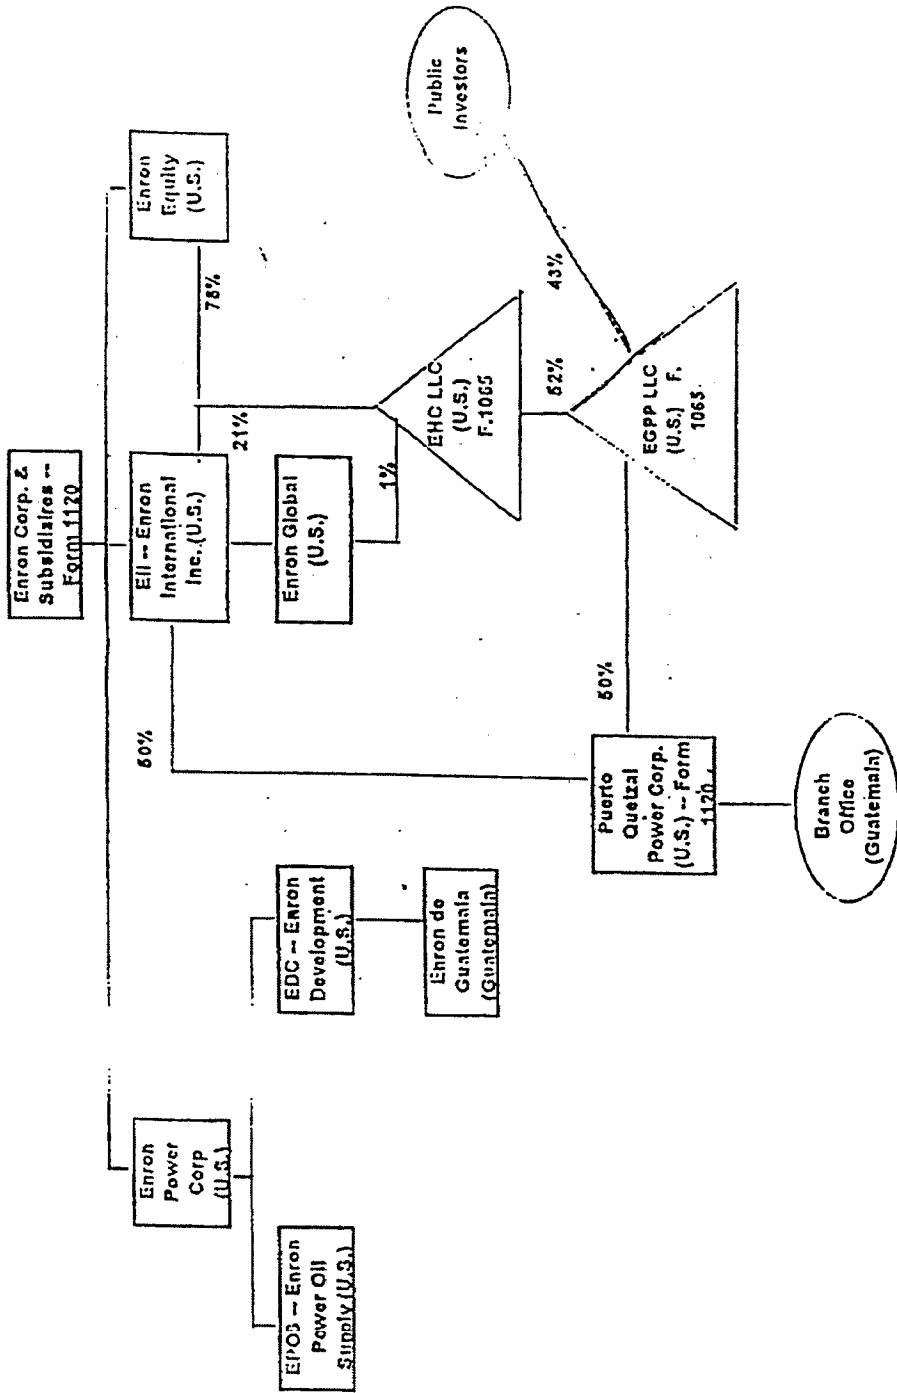 Enron Corp. &
Subsidiaires --
Form 1120
Enron
Power
Corp
(U.S.)
EII -- Enron
International
Inc. (U.S.)
Enron
Equity
(U.S.)
60%
78%
21%
EPOS -- Enron
Power Oil
Supply (U.S.)
EDC -- Enron
Development
(U.S.)
Enron Global
(U.S.)
1%
Enron de
Guatemala
(Guatemala)
EHC LLC
(U.S.)
F.1065
Public
Investors
52%
43%
50%
Puerto
Quetzal
Power Corp.
(U.S.) -- Form
1120
EGPP LLC
(U.S.) F.
1065
Branch
Office
(Guatemala)